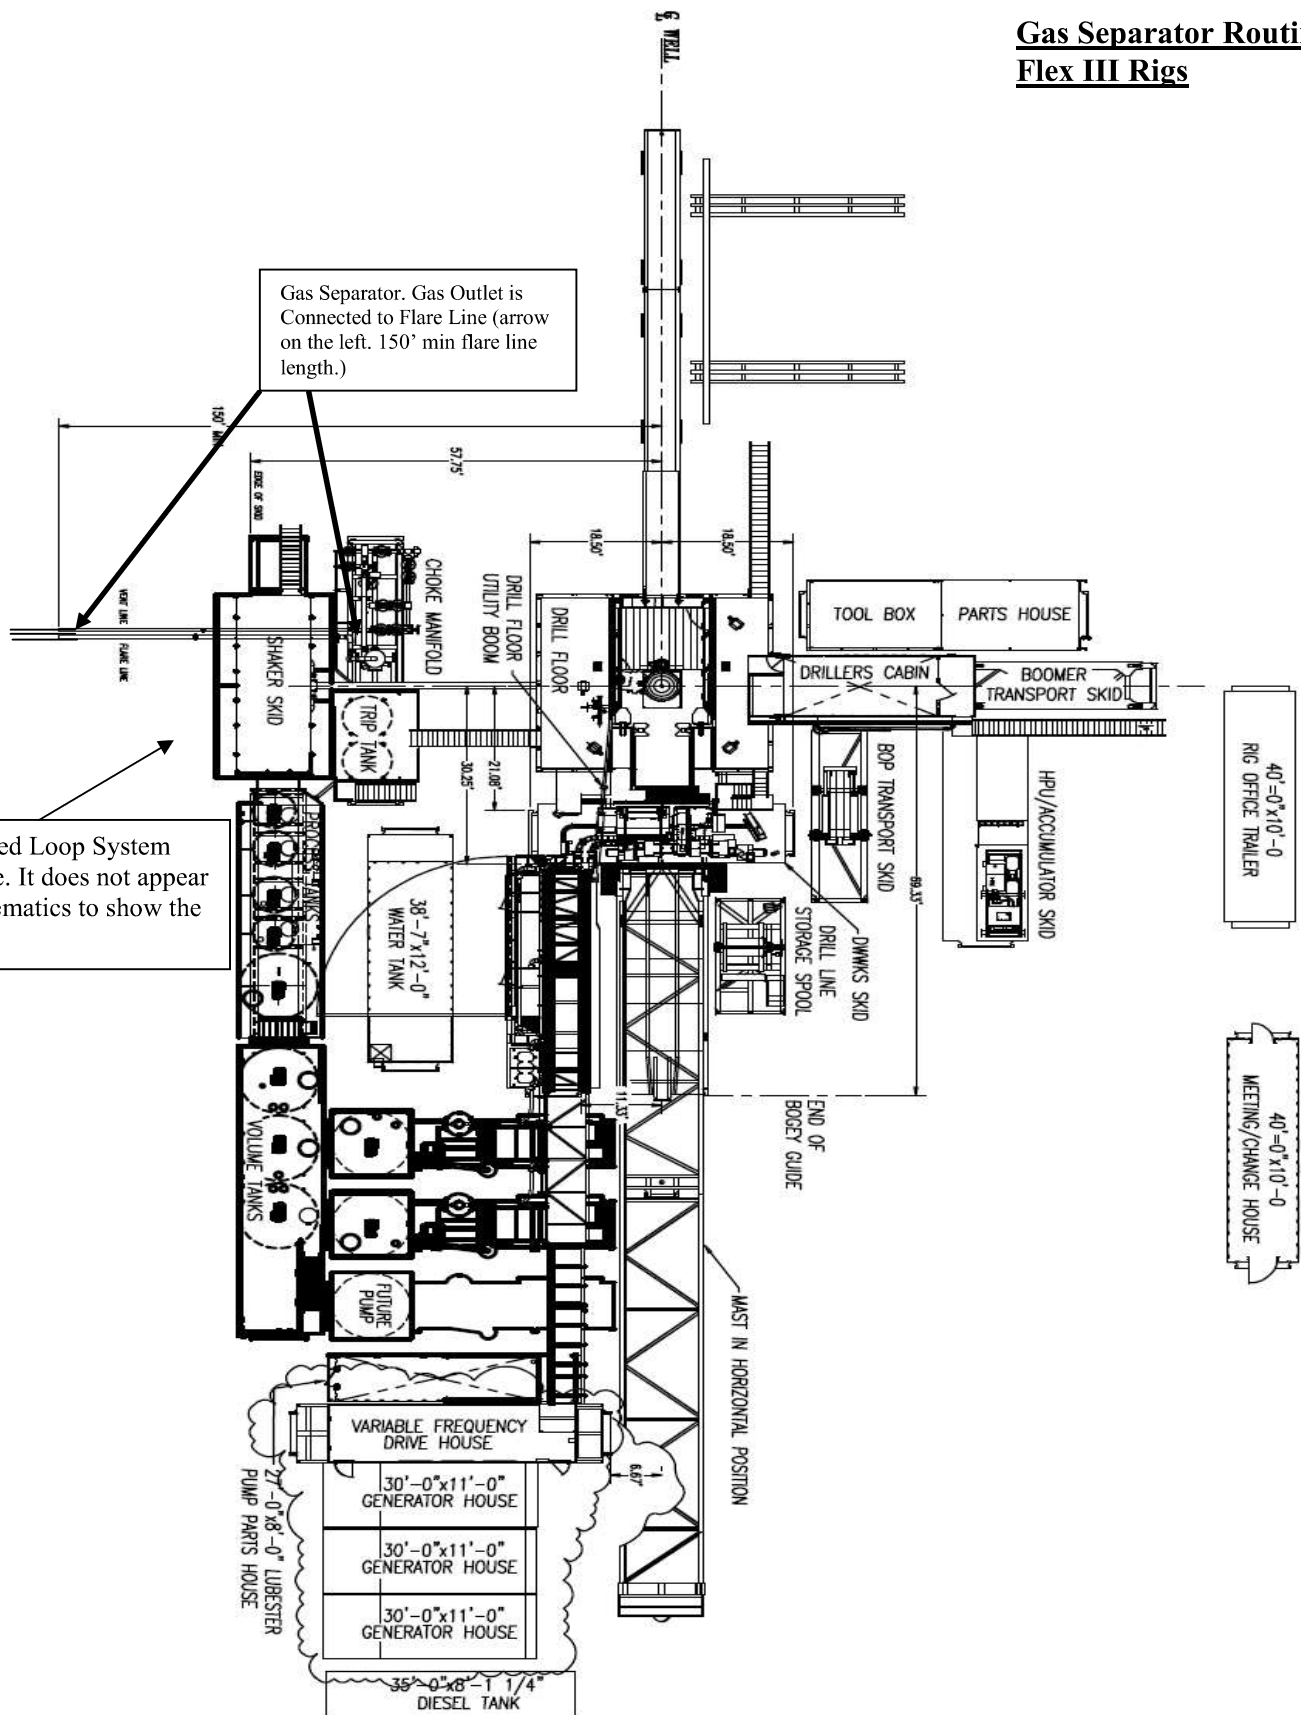 Gas Separator Routi
Flex III Rigs
℄ WELL
Gas Separator. Gas Outlet is
Connected to Flare Line (arrow
on the left. 150’ min flare line
length.)
150' MIN
57.75'
EDGE OF SKID
18.50'
18.50'
CHOKE MANIFOLD
DRILL FLOOR
UTILITY BOOM
DRILL FLOOR
VENT LINE
FLARE LINE
SHAKER SKID
TRIP TANK
30.25'
21.08'
TOOL BOX
PARTS HOUSE
DRILLERS CABIN
BOOMER
TRANSPORT SKID
BOP TRANSPORT SKID
HPU/ACCUMULATOR SKID
40'=0"x10'-0
RIG OFFICE TRAILER
69.33'
ed Loop System
e. It does not appear
ematics to show the
PROCESS TANKS
38'-7"x12'-0"
WATER TANK
DRILL LINE
STORAGE SPOOL
DWWKS SKID
11.33'
END OF
BOGEY GUIDE
40'=0"x10'-0
MEETING/CHANGE HOUSE
VOLUME TANKS
FUTURE
PUMP
MAST IN HORIZONTAL POSITION
VARIABLE FREQUENCY
DRIVE HOUSE
6.67'
27'-0"x8'-0" LUBESTER
PUMP PARTS HOUSE
30'-0"x11'-0"
GENERATOR HOUSE
30'-0"x11'-0"
GENERATOR HOUSE
30'-0"x11'-0"
GENERATOR HOUSE
35'-0"x8'-1 1/4"
DIESEL TANK